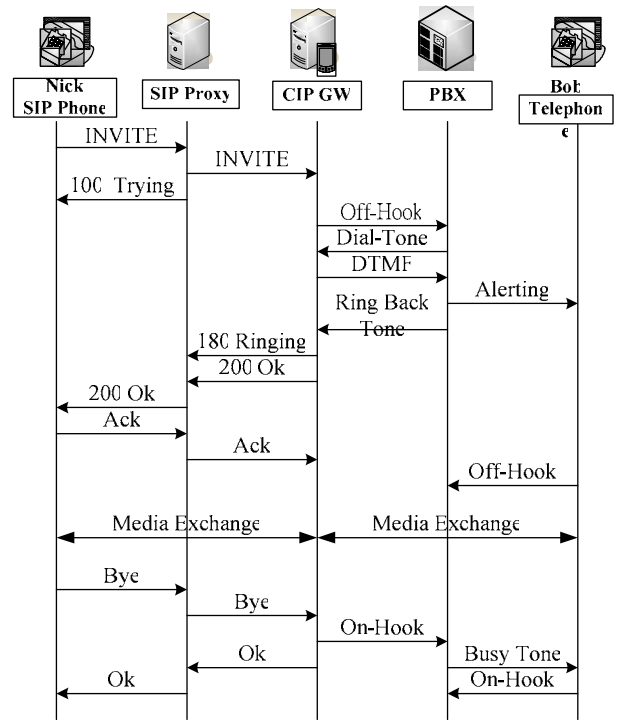 Nick
SIP Phone
SIP Proxy
CIP GW
PBX
Bob
Telephon
e
INVITE
INVITE
100 Trying
Off-Hook
Dial-Tone
DTMF
Alerting
Ring Back
Tone
180 Ringing
200 Ok
200 Ok
Ack
Ack
Off-Hook
Media Exchange
Media Exchange
Bye
Bye
On-Hook
Ok
Busy Tone
Ok
On-Hook